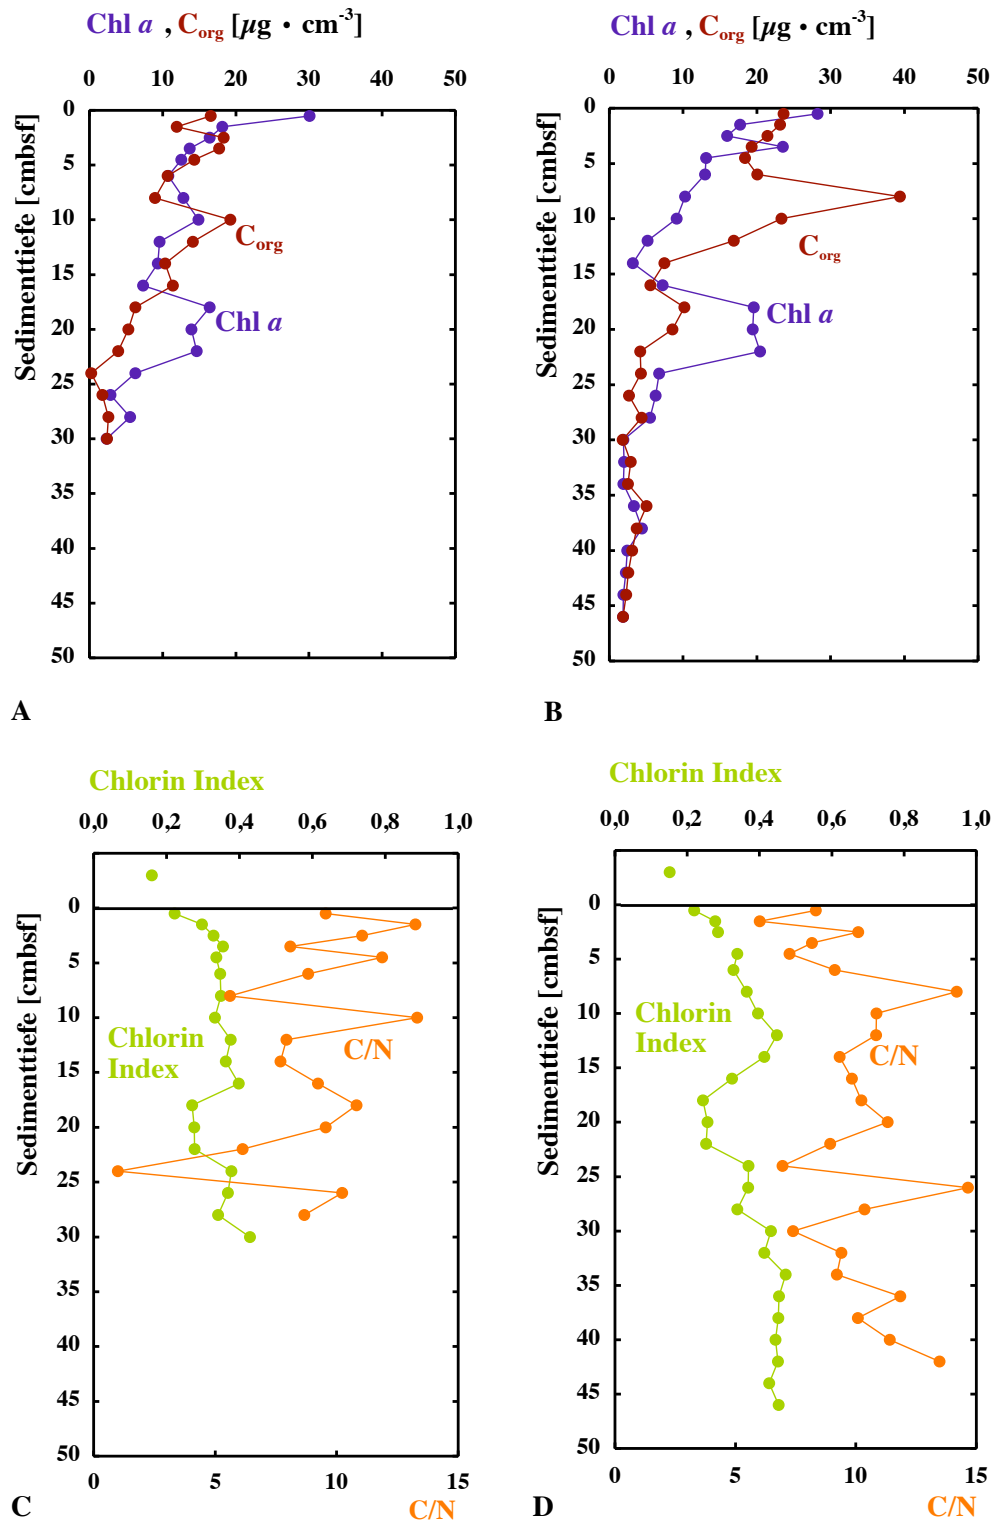 Chl a , Corg [µg · cm-3]
0 10 20 30 40 50
Sedimenttiefe [cmbsf]
0
5
10
15
20
25
30
35
40
45
50
Corg
Chl a
A
Chl a , Corg [µg · cm-3]
0 10 20 30 40 50
Sedimenttiefe [cmbsf]
0
5
10
15
20
25
30
35
40
45
50
Corg
Chl a
B
Chlorin Index
0,0 0,2 0,4 0,6 0,8 1,0
Sedimenttiefe [cmbsf]
0
5
10
15
20
25
30
35
40
45
50
Chlorin
Index
C/N
0 5 10 15
C/N
C
Chlorin Index
0,0 0,2 0,4 0,6 0,8 1,0
Sedimenttiefe [cmbsf]
0
5
10
15
20
25
30
35
40
45
50
Chlorin
Index
C/N
0 5 10 15
C/N
D